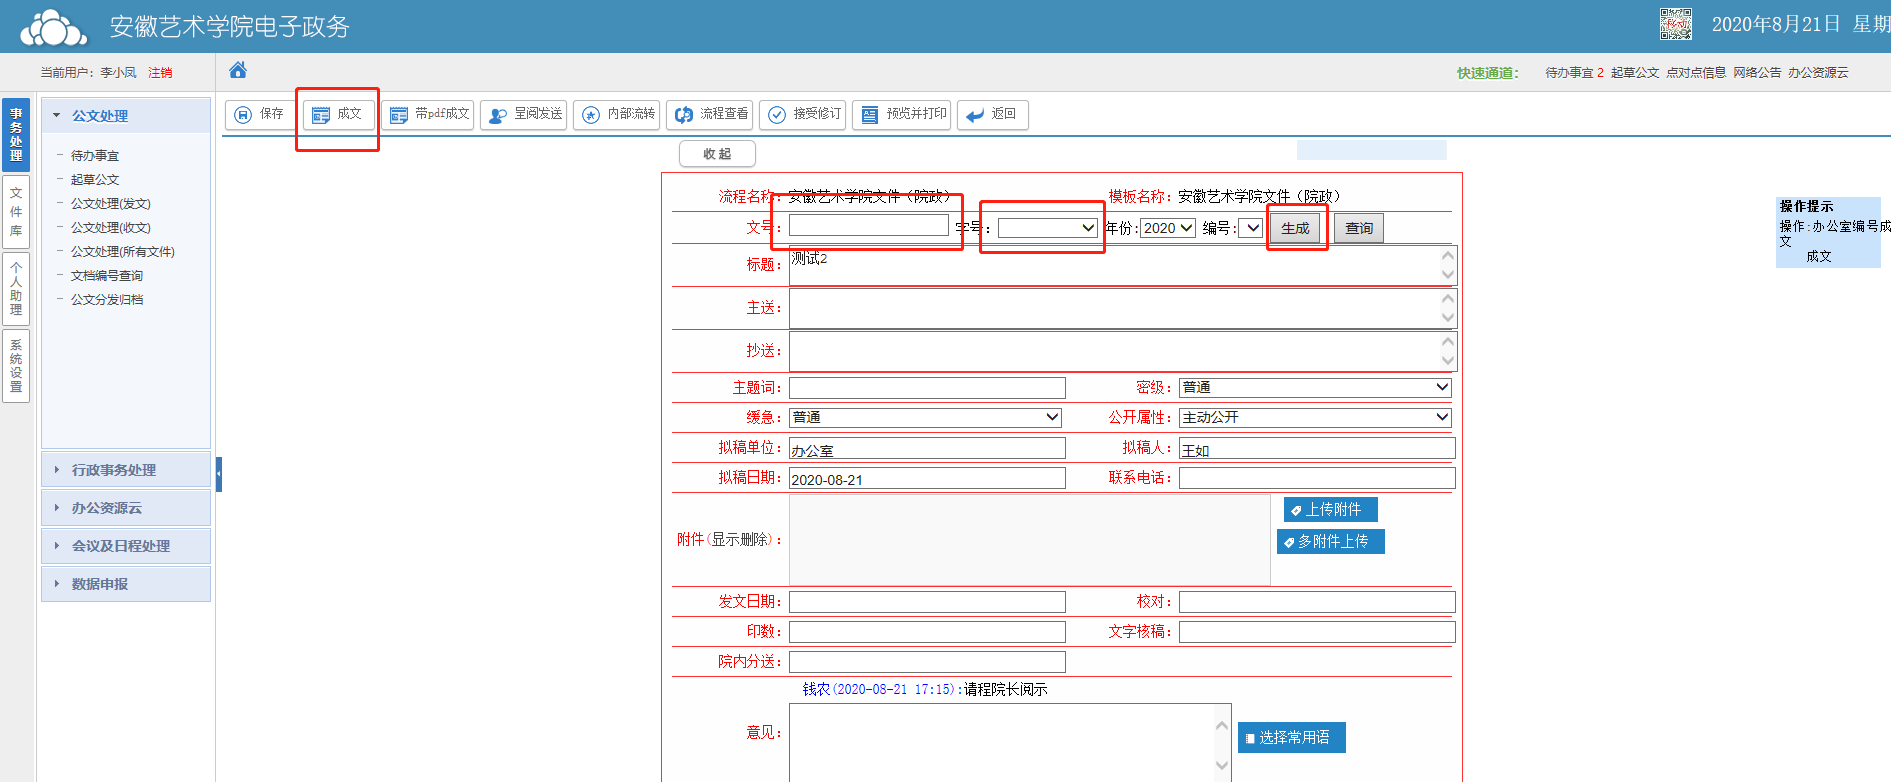 安徽艺术学院电子政务
移动
2020年8月21日 星期
当前用户: 李小凤 注销
快速通道: 待办事宜 2 起草公文 点对点信息 网络公告 办公资源云
事务处理
文件库
个人助理
系统设置
公文处理
待办事宜
起草公文
公文处理(发文)
公文处理(收文)
公文处理(所有文件)
文档编号查询
公文分发归档
行政事务处理
办公资源云
会议及日程处理
数据申报
保存 成文 带pdf成文 呈阅发送 内部流转 流程查看 接受修订 预览并打印 返回
收 起
流程名称: 安徽艺术学院文件（院政） 模板名称: 安徽艺术学院文件（院政）
文号: 字号: 年份: 2020 编号: 生成 查询
标题: 测试2
主送:
抄送:
主题词: 密级: 普通
缓急: 普通 公开属性: 主动公开
拟稿单位: 办公室 拟稿人: 王如
拟稿日期: 2020-08-21 联系电话:
附件(显示删除): 上传附件
多附件上传
发文日期: 校对:
印数: 文字核稿:
院内分送:
钱农(2020-08-21 17:15):请程院长阅示
意见: 选择常用语
操作提示
操作:办公室编号成
文
成文